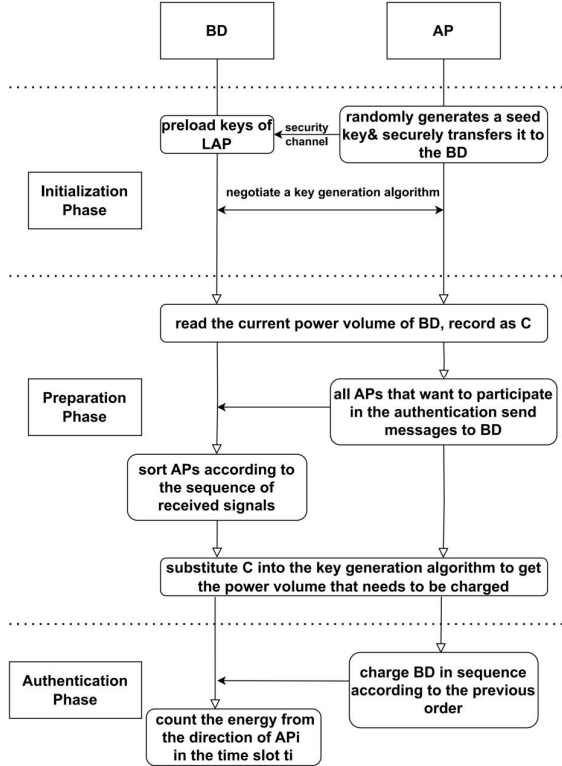 BD
AP
preload keys of
LAP
security
channel
randomly generates a seed
key& securely transfers it to
the BD
Initialization
Phase
negotiate a key generation algorithm
read the current power volume of BD, record as C
Preparation
Phase
all APs that want to participate
in the authentication send
messages to BD
sort APs according to
the sequence of
received signals
substitute C into the key generation algorithm to get
the power volume that needs to be charged
Authentication
Phase
charge BD in sequence
according to the previous
order
count the energy from
the direction of APi
in the time slot ti